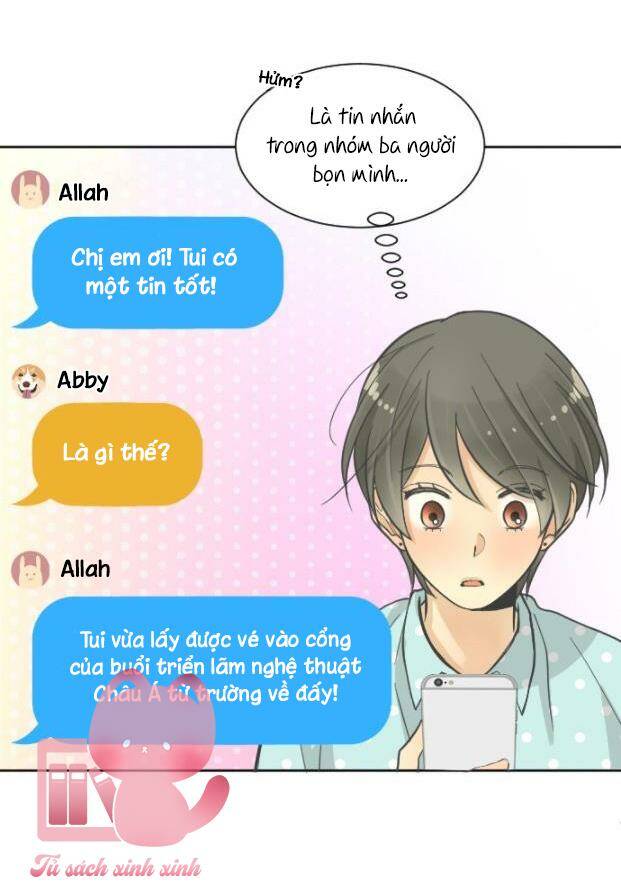 Hửm?
Là tin nhắn
trong nhóm ba người
bọn mình...
Allah
Chị em ơi! Tui có
một tin tốt!
Abby
Là gì thế?
Allah
Tui vừa lấy được vé vào cổng
của buổi triển lãm nghệ thuật
Châu Á từ trường về đấy!
Tủ sách xinh xinh